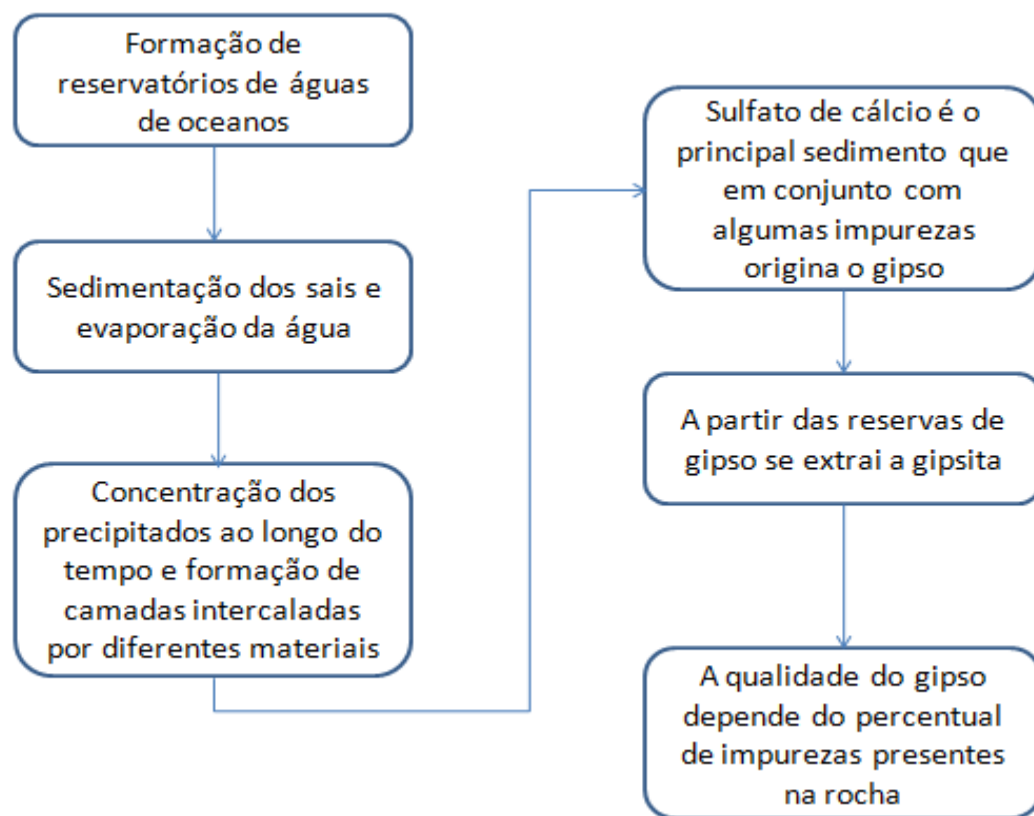 Formação de
reservatórios de águas
de oceanos
Sedimentação dos sais e
evaporação da água
Concentração dos
precipitados ao longo do
tempo e formação de
camadas intercaladas
por diferentes materiais
Sulfato de cálcio é o
principal sedimento que
em conjunto com
algumas impurezas
origina o gipso
A partir das reservas de
gipso se extrai a gipsita
A qualidade do gipso
depende do percentual
de impurezas presentes
na rocha